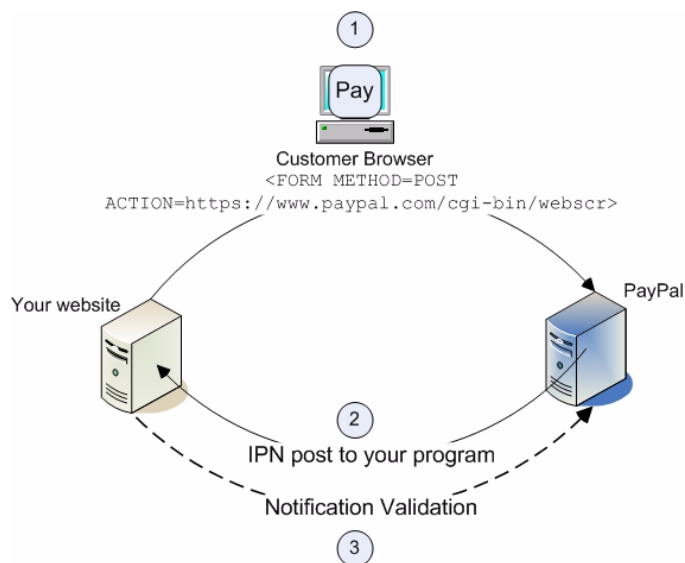 1
Pay
Customer Browser
<FORM METHOD=POST
ACTION=https://www.paypal.com/cgi-bin/webscr>
Your website
PayPal
2
IPN post to your program
Notification Validation
3